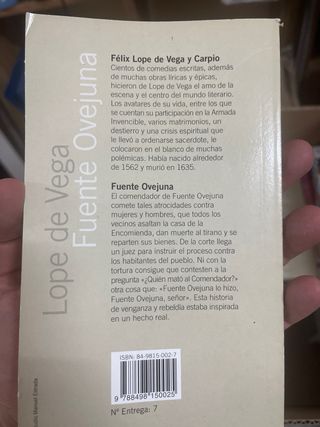 Lope de Vega
Fuente Ovejuna
Félix Lope de Vega y Carpio
Cientos de comedias escritas, además
de muchas obras líricas y épicas,
hicieron de Lope de Vega el amo de la
escena y el centro del mundo literario.
Los avatares de su vida, entre los que
se cuentan su participación en la Armada
Invencible, varios matrimonios, un
destierro y una crisis espiritual que
le llevó a ordenarse sacerdote, le
colocaron en el blanco de muchas
polémicas. Había nacido alrededor
de 1562 y murió en 1635.
Fuente Ovejuna
El comendador de Fuente Ovejuna
comete tales atrocidades contra
mujeres y hombres, que todos los
vecinos asaltan la casa de la
Encomienda, dan muerte al tirano y se
reparten sus bienes. De la corte llega
un juez para instruir el proceso contra
los habitantes del pueblo. Ni con la
tortura consigue que contesten a la
pregunta «¿Quién mató al Comendador?»
otra cosa que: «Fuente Ovejuna lo hizo,
Fuente Ovejuna, señor». Esta historia
de venganza y rebeldía estaba inspirada
en un hecho real.
ISBN: 84-9815-002-7
9 788498 150025
Nº Entrega: 7
Manuel Estrada